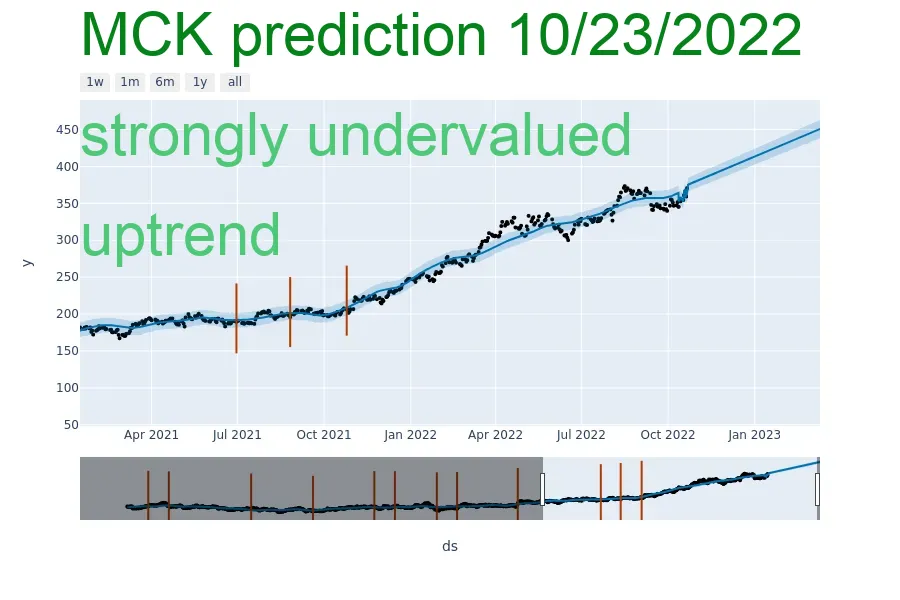 MCK prediction 10/23/2022
1w 1m 6m 1y all
strongly undervalued
uptrend
450
400
350
300
250
200
150
100
50
y
Apr 2021 Jul 2021 Oct 2021 Jan 2022 Apr 2022 Jul 2022 Oct 2022 Jan 2023
ds